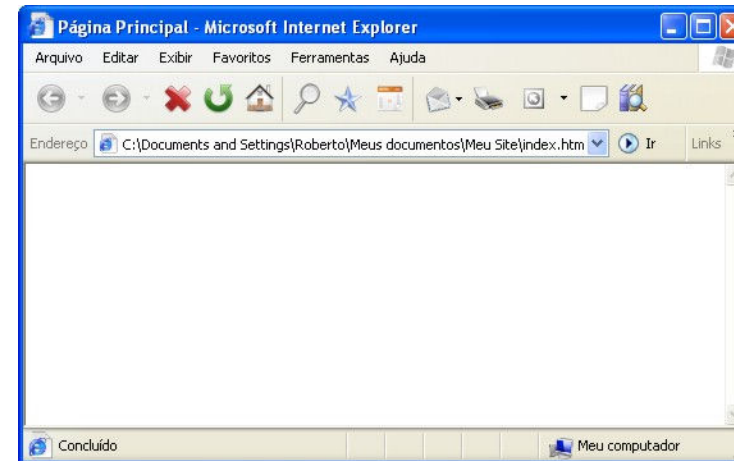 Página Principal - Microsoft Internet Explorer
Arquivo Editar Exibir Favoritos Ferramentas Ajuda
Endereço C:\Documents and Settings\Roberto\Meus documentos\Meu Site\index.htm Ir Links
Concluído Meu computador